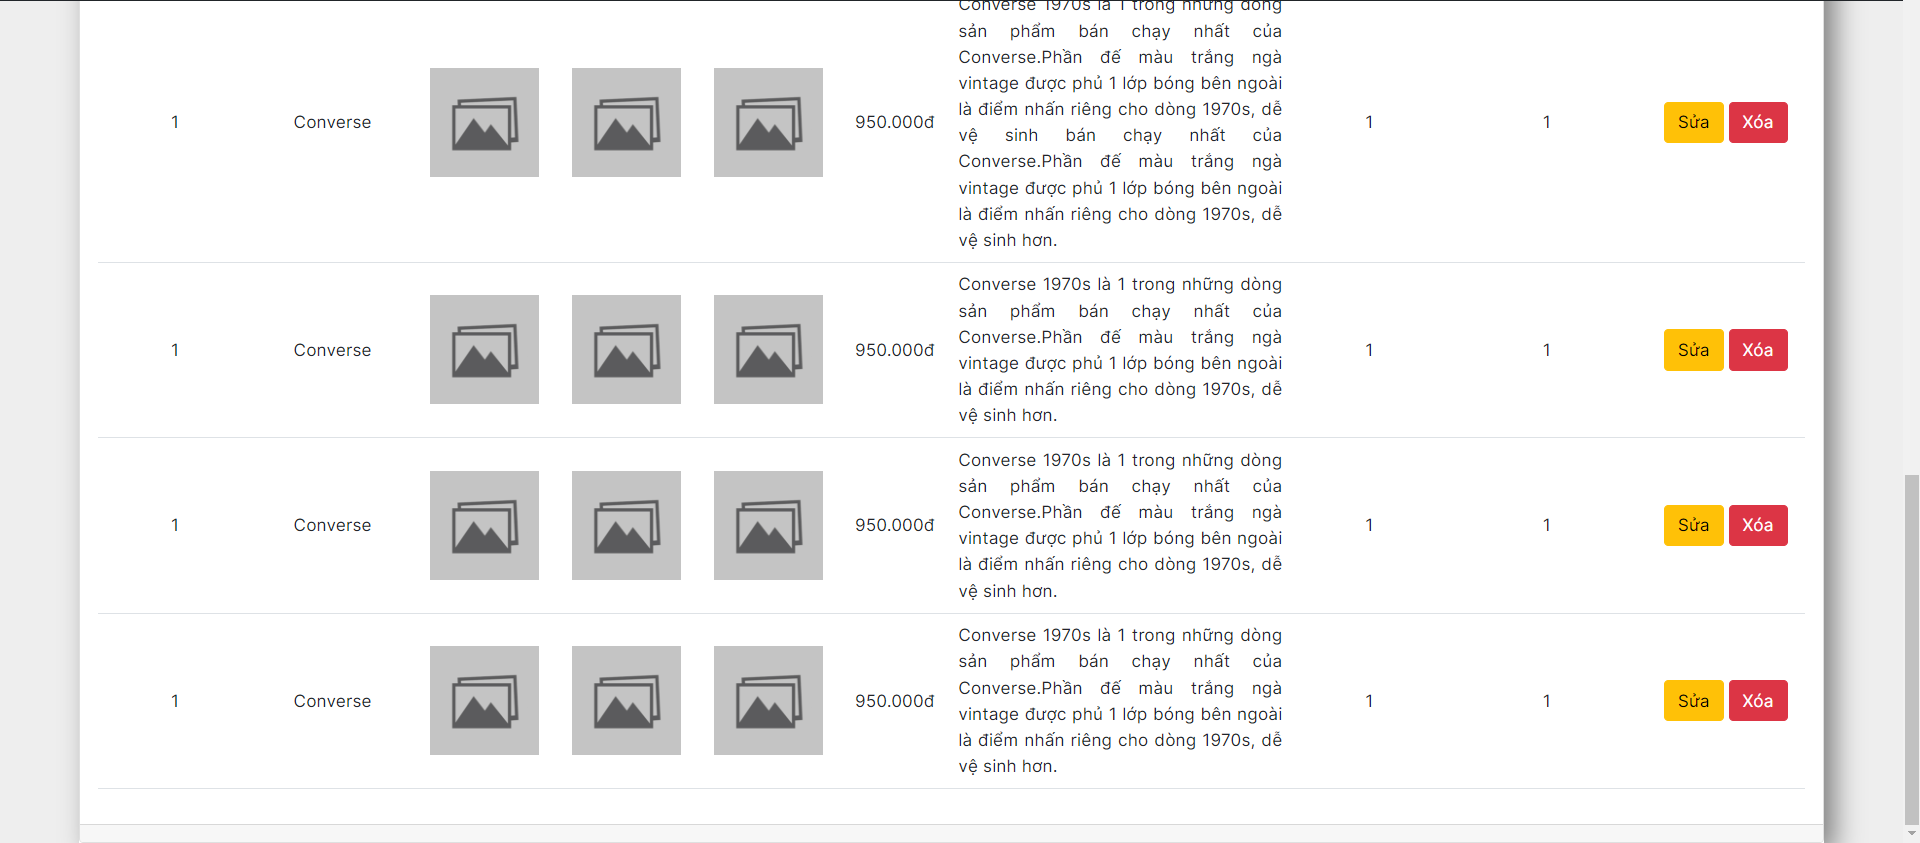 Converse 1970s là 1 trong những dòng
sản phẩm bán chạy nhất của
Converse.Phần đế màu trắng ngà
vintage được phủ 1 lớp bóng bên ngoài
là điểm nhấn riêng cho dòng 1970s, dễ
vệ sinh bán chạy nhất của
Converse.Phần đế màu trắng ngà
vintage được phủ 1 lớp bóng bên ngoài
là điểm nhấn riêng cho dòng 1970s, dễ
vệ sinh hơn.
1 Converse 950.000đ 1 1 Sửa Xóa
Converse 1970s là 1 trong những dòng
sản phẩm bán chạy nhất của
Converse.Phần đế màu trắng ngà
vintage được phủ 1 lớp bóng bên ngoài
là điểm nhấn riêng cho dòng 1970s, dễ
vệ sinh hơn.
1 Converse 950.000đ 1 1 Sửa Xóa
Converse 1970s là 1 trong những dòng
sản phẩm bán chạy nhất của
Converse.Phần đế màu trắng ngà
vintage được phủ 1 lớp bóng bên ngoài
là điểm nhấn riêng cho dòng 1970s, dễ
vệ sinh hơn.
1 Converse 950.000đ 1 1 Sửa Xóa
Converse 1970s là 1 trong những dòng
sản phẩm bán chạy nhất của
Converse.Phần đế màu trắng ngà
vintage được phủ 1 lớp bóng bên ngoài
là điểm nhấn riêng cho dòng 1970s, dễ
vệ sinh hơn.
1 Converse 950.000đ 1 1 Sửa Xóa